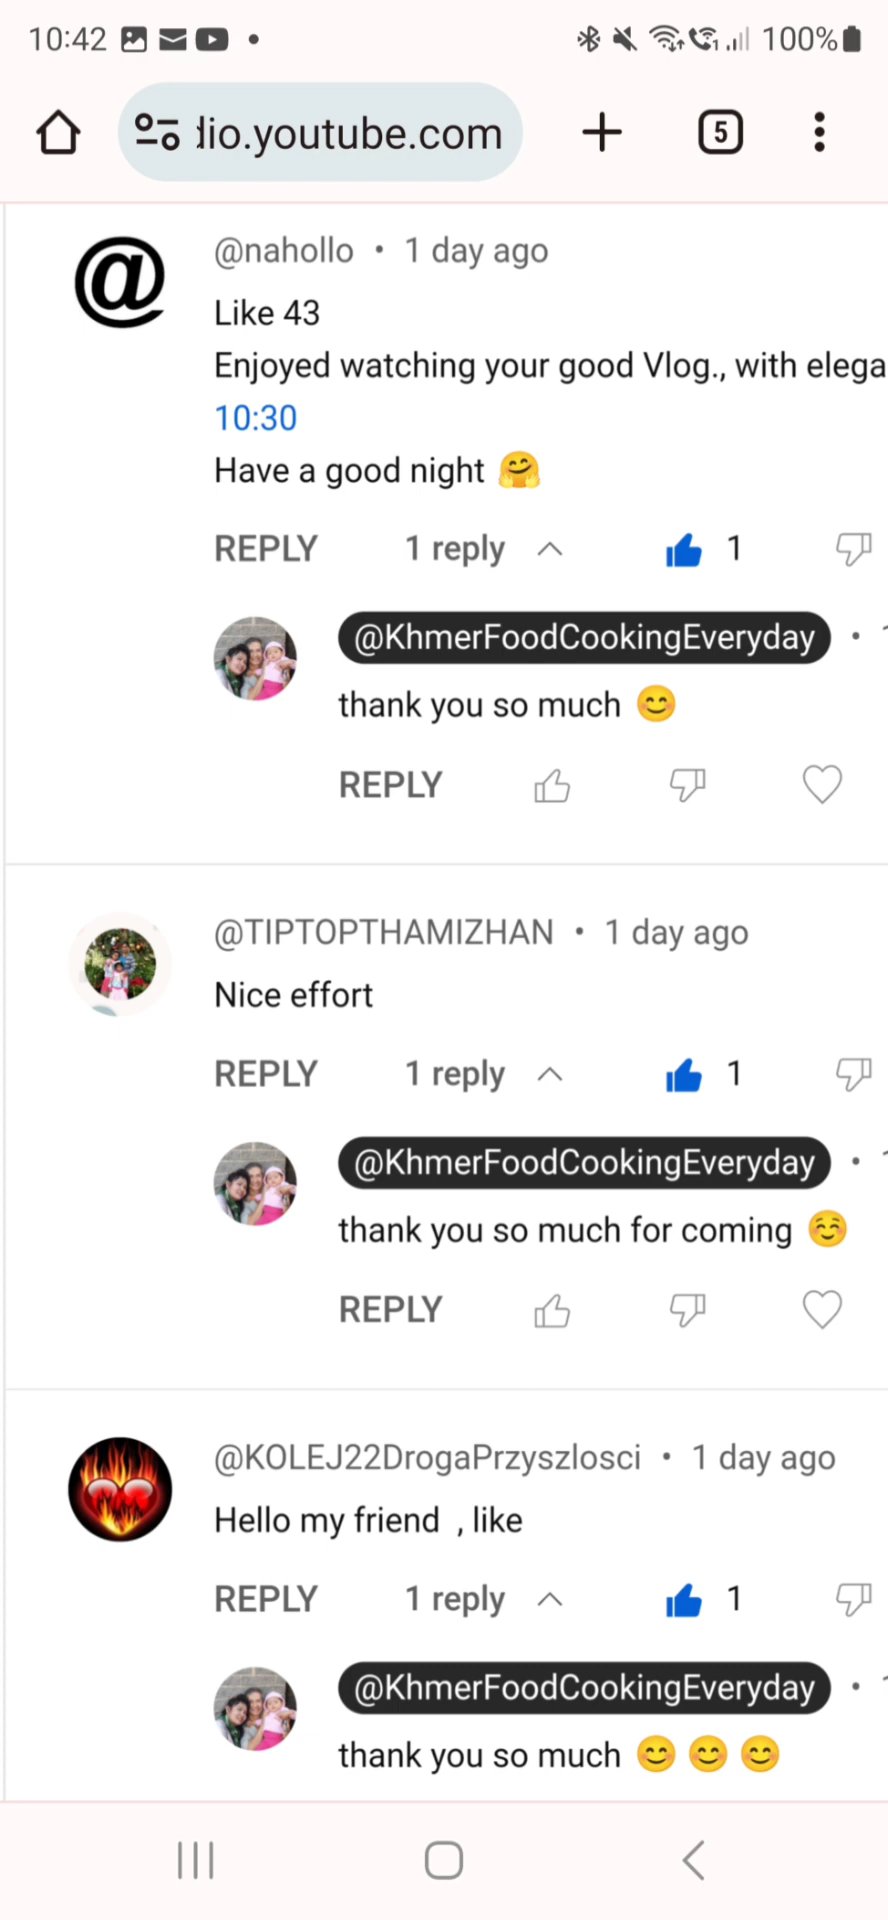 10:42
100%
dio.youtube.com
5
@nahollo • 1 day ago
Like 43
Enjoyed watching your good Vlog., with elega
10:30
Have a good night 🤗
REPLY 1 reply 1
@KhmerFoodCookingEveryday •
thank you so much 😊
REPLY
@TIPTOPTHAMIZHAN • 1 day ago
Nice effort
REPLY 1 reply 1
@KhmerFoodCookingEveryday •
thank you so much for coming ☺️
REPLY
@KOLEJ22DrogaPrzyszlosci • 1 day ago
Hello my friend , like
REPLY 1 reply 1
@KhmerFoodCookingEveryday •
thank you so much 😊 😊 😊